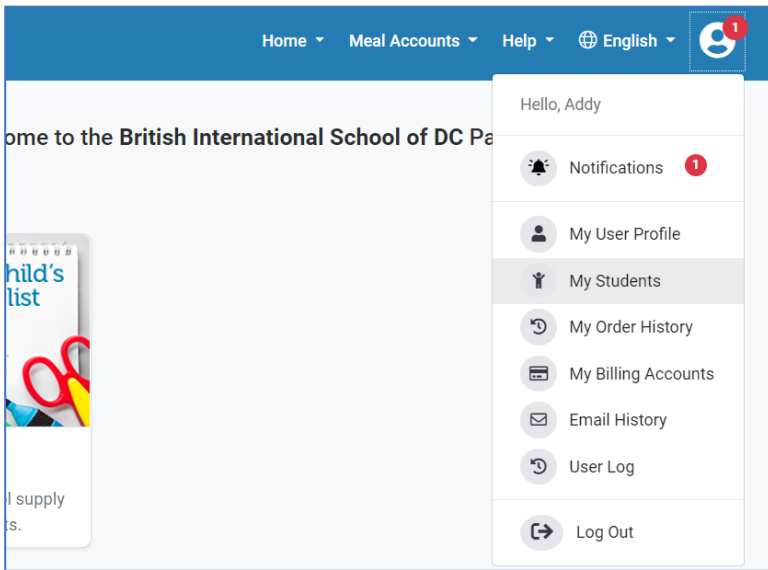 Home Meal Accounts Help English 1
Hello, Addy
ome to the British International School of DC Pa
Notifications 1
My User Profile
hild's
My Students
list
My Order History
My Billing Accounts
Email History
User Log
l supply
ts.
Log Out